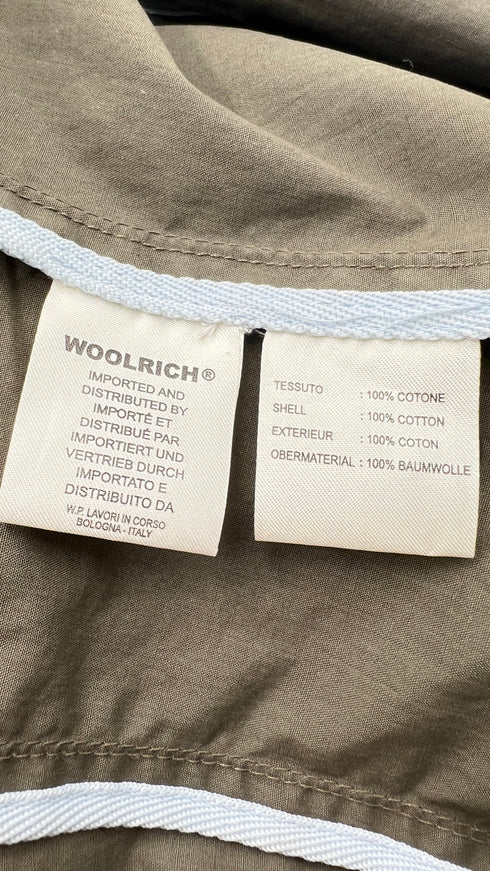 WOOLRICH®
IMPORTED AND
DISTRIBUTED BY
IMPORTÉ ET
DISTRIBUÉ PAR
IMPORTIERT UND
VERTRIEB DURCH
IMPORTATO E
DISTRIBUITO DA
W.P. LAVORI IN CORSO
BOLOGNA - ITALY
TESSUTO : 100% COTONE
SHELL : 100% COTTON
EXTERIEUR : 100% COTON
OBERMATERIAL : 100% BAUMWOLLE